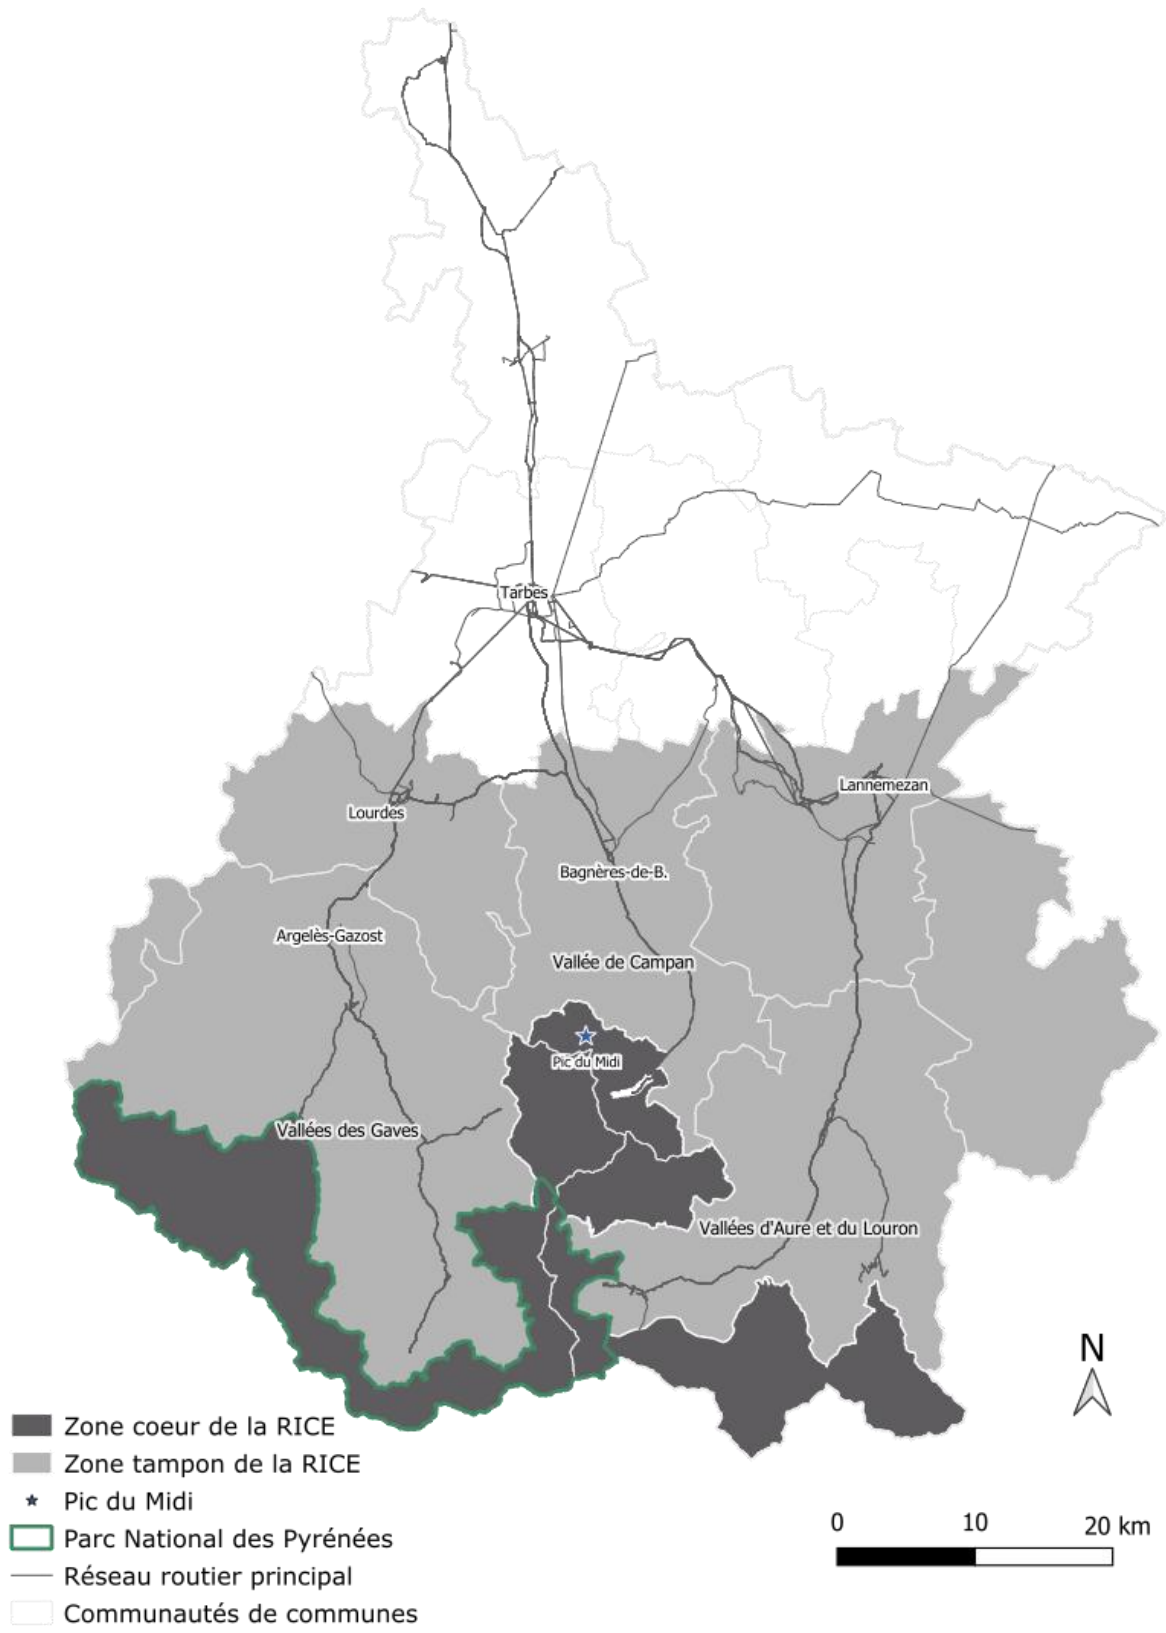 Tarbes
Lannemezan
Lourdes
Bagnères-de-B.
Argelès-Gazost
Vallée de Campan
Pic du Midi
Vallées des Gaves
Vallées d'Aure et du Louron
N
Zone coeur de la RICE
Zone tampon de la RICE
Pic du Midi
Parc National des Pyrénées
Réseau routier principal
Communautés de communes
0 10 20 km